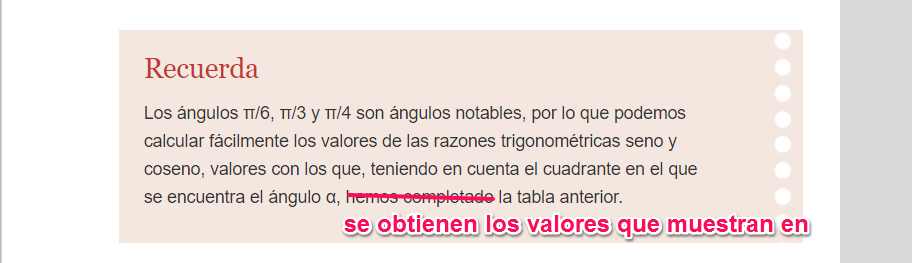 Recuerda
Los ángulos π/6, π/3 y π/4 son ángulos notables, por lo que podemos
calcular fácilmente los valores de las razones trigonométricas seno y
coseno, valores con los que, teniendo en cuenta el cuadrante en el que
se encuentra el ángulo α, hemos completado la tabla anterior.
se obtienen los valores que muestran en